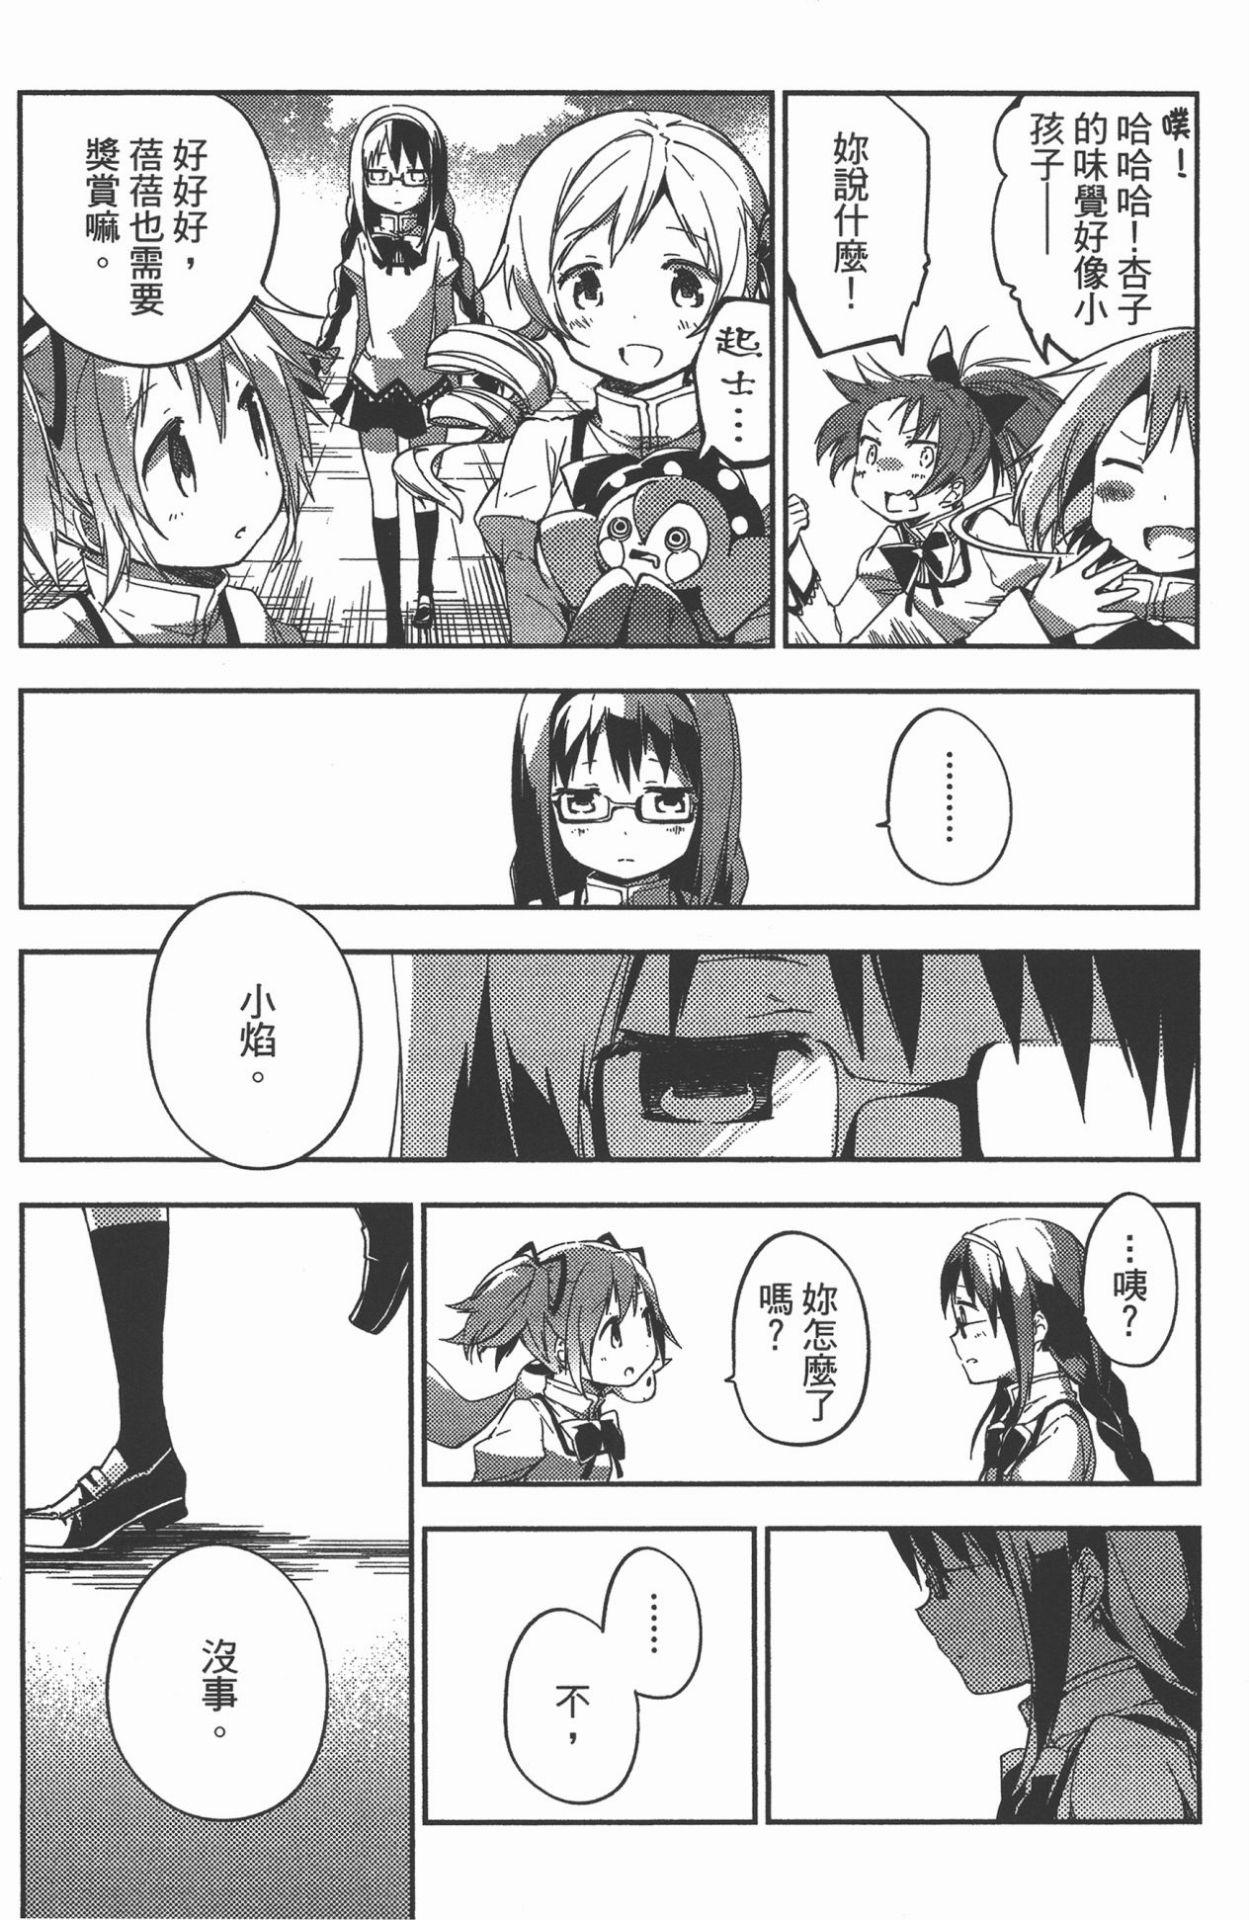 噗！
哈哈哈！杏子
的味覺好像小
孩子——
妳說什麼！
起士…
好好好，
蓓蓓也需要
獎賞嘛。
………
小焰。
…咦？
妳怎麼了
嗎？
……
不，
沒事。